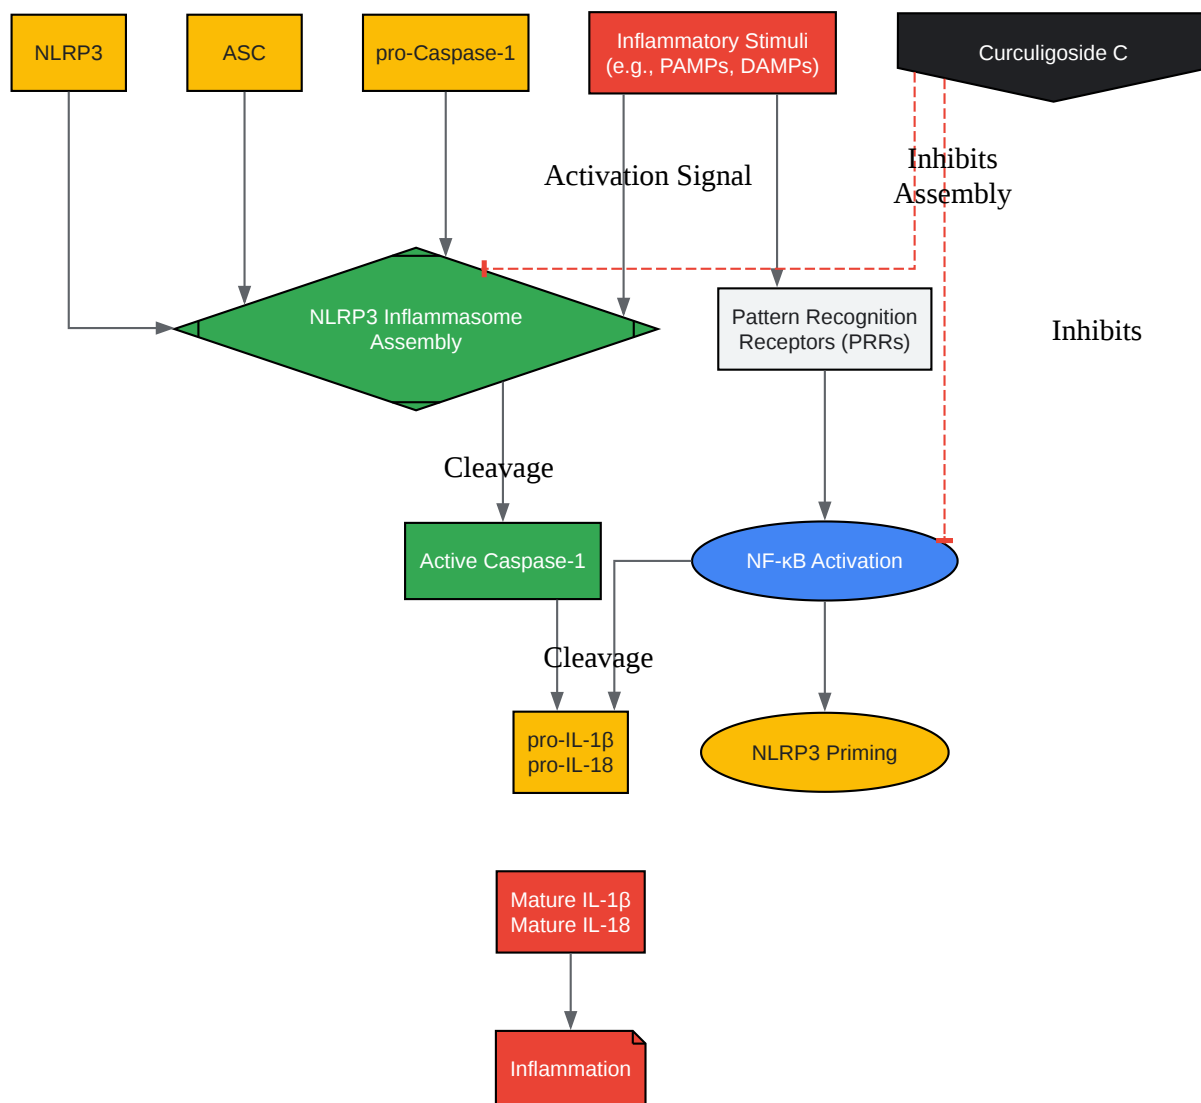 NLRP3
ASC
pro-Caspase-1
Inflammatory Stimuli
(e.g., PAMPs, DAMPs)
Curculigoside C
Activation Signal
Inhibits
Assembly
NLRP3 Inflammasome
Assembly
Pattern Recognition
Receptors (PRRs)
Inhibits
Cleavage
Active Caspase-1
NF-κB Activation
Cleavage
pro-IL-1β
pro-IL-18
NLRP3 Priming
Mature IL-1β
Mature IL-18
Inflammation